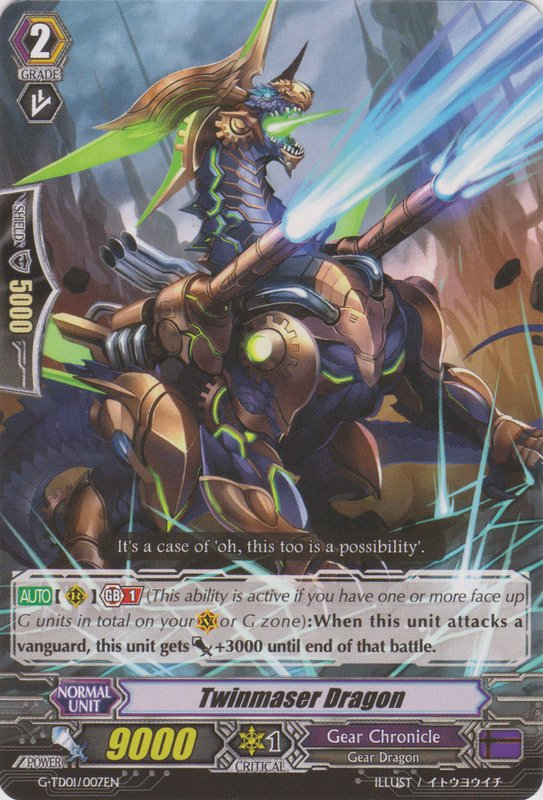 2
GRADE
SHIELD
5000
It's a case of 'oh, this too is a possibility'.
AUTO【R】GB 1 (This ability is active if you have one or more face up
G units in total on your V or G zone):When this unit attacks a
vanguard, this unit gets +3000 until end of that battle.
NORMAL
UNIT
Twinmaser Dragon
POWER
9000
1
CRITICAL
Gear Chronicle
Gear Dragon
G-TD01/007EN
ILLUST / イトウヨウイチ